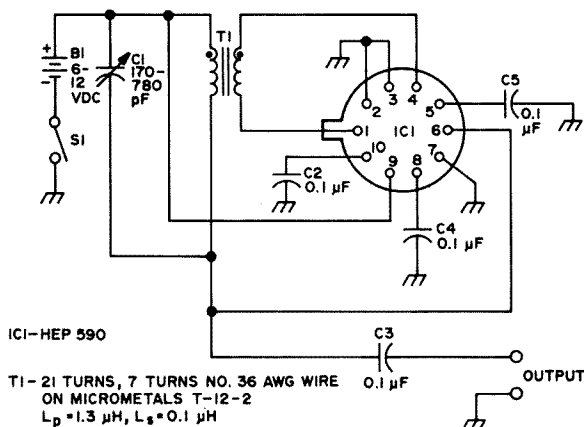 T1
+
B1
6-
12
VDC
-
C1
170-
780
pF
S1
3
4
2
5
1
IC1
6
10
7
9
8
C5
0.1
µF
C2
0.1 µF
C4
0.1 µF
IC1-HEP 590
C3
0.1 µF
OUTPUT
T1- 21 TURNS, 7 TURNS NO. 36 AWG WIRE
ON MICROMETALS T-12-2
Lp =1.3 µH, Ls =0.1 µH